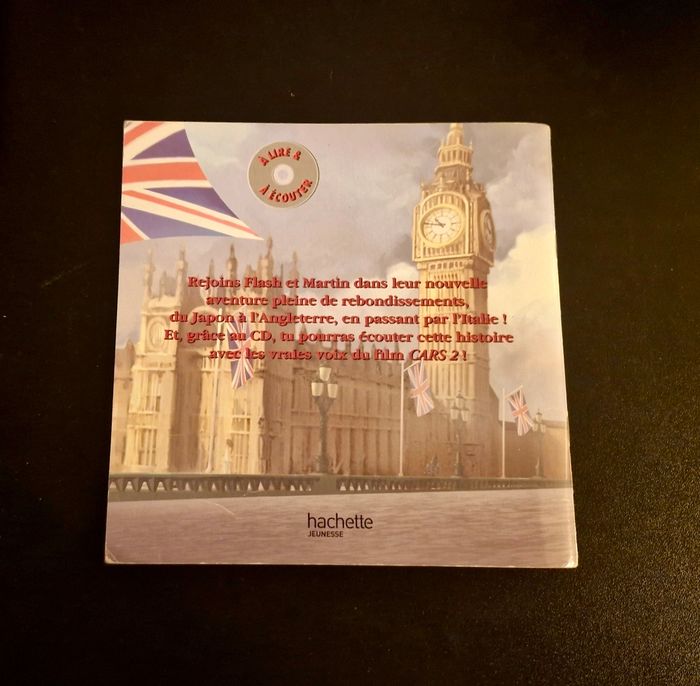 À LIRE &
À ÉCOUTER
Rejoins Flash et Martin dans leur nouvelle
aventure pleine de rebondissements,
du Japon à l'Angleterre, en passant par l'Italie !
Et, grâce au CD, tu pourras écouter cette histoire
avec les vraies voix du film CARS 2 !
hachette
JEUNESSE